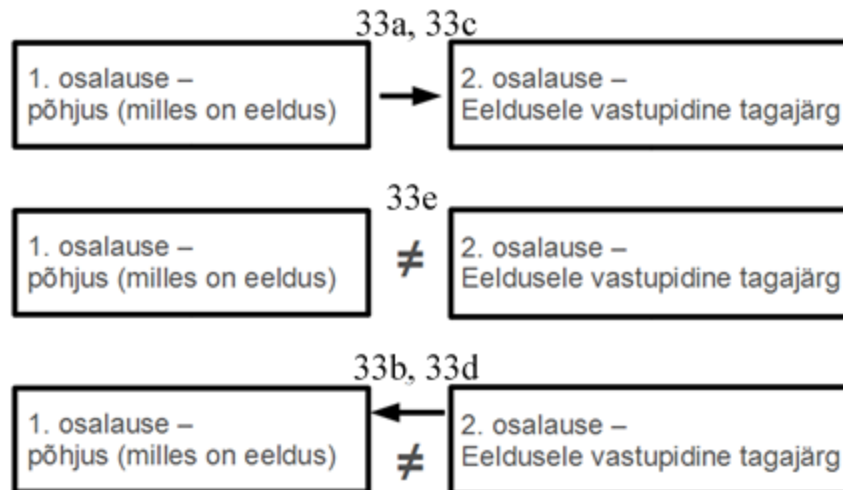 33a, 33c
1. osalause –
põhjus (milles on eeldus)
2. osalause –
Eeldusele vastupidine tagajärg
33e
1. osalause –
põhjus (milles on eeldus)
≠
2. osalause –
Eeldusele vastupidine tagajärg
33b, 33d
1. osalause –
põhjus (milles on eeldus)
≠
2. osalause –
Eeldusele vastupidine tagajärg